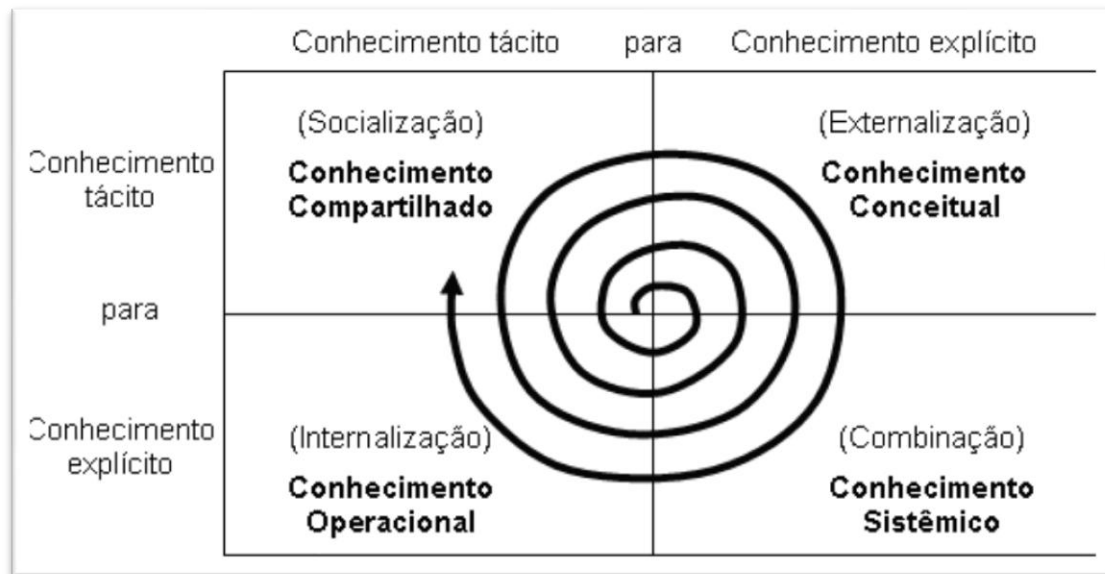 Conhecimento tácito para Conhecimento explícito
(Socialização)
Conhecimento
Compartilhado
(Externalização)
Conhecimento
Conceitual
Conhecimento
tácito
para
Conhecimento
explícito
(Internalização)
Conhecimento
Operacional
(Combinação)
Conhecimento
Sistêmico